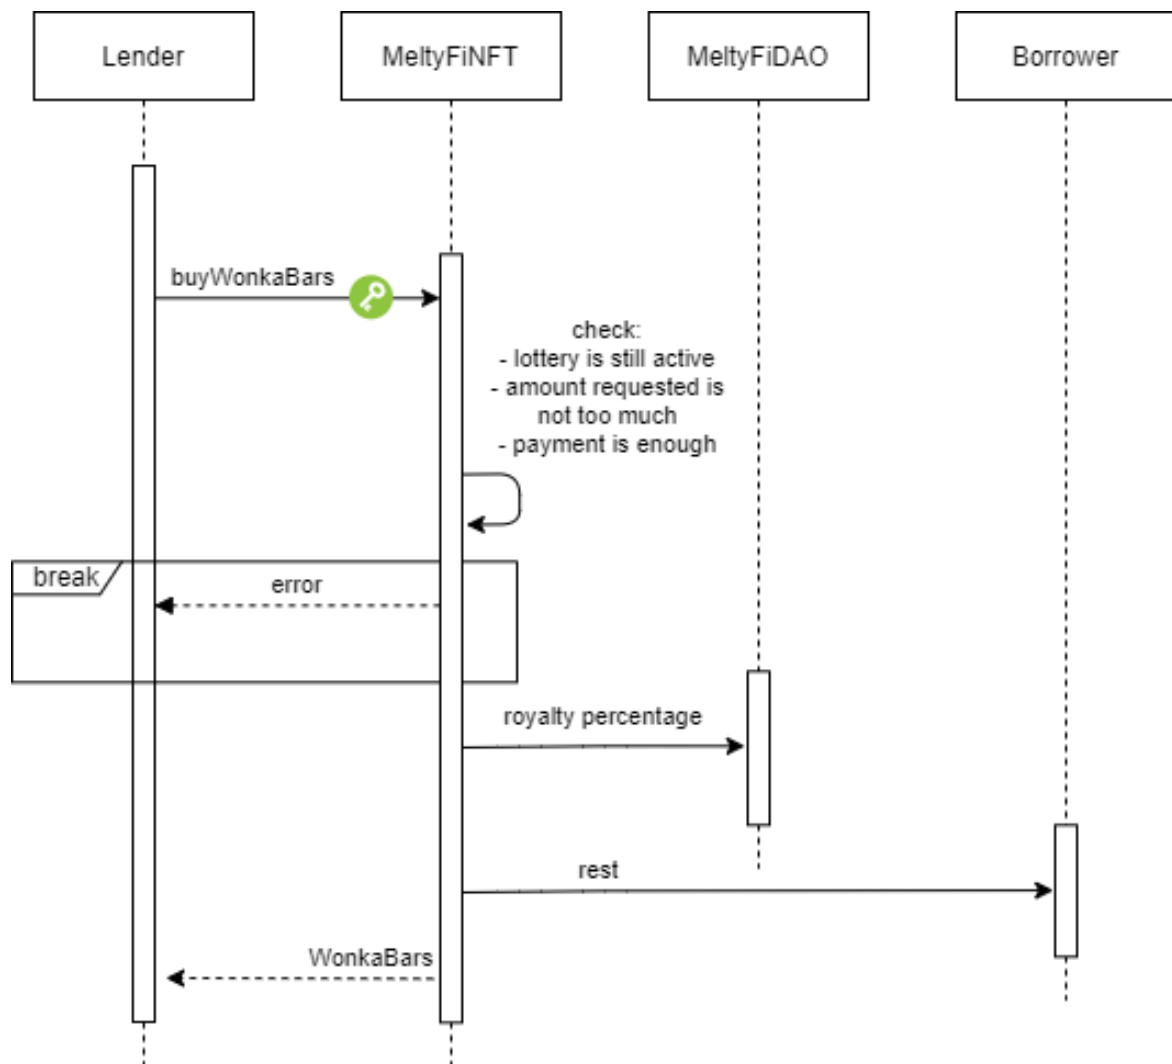 Lender
MeltyFiNFT
MeltyFiDAO
Borrower
buyWonkaBars
check:
- lottery is still active
- amount requested is
not too much
- payment is enough
break
error
royalty percentage
rest
WonkaBars